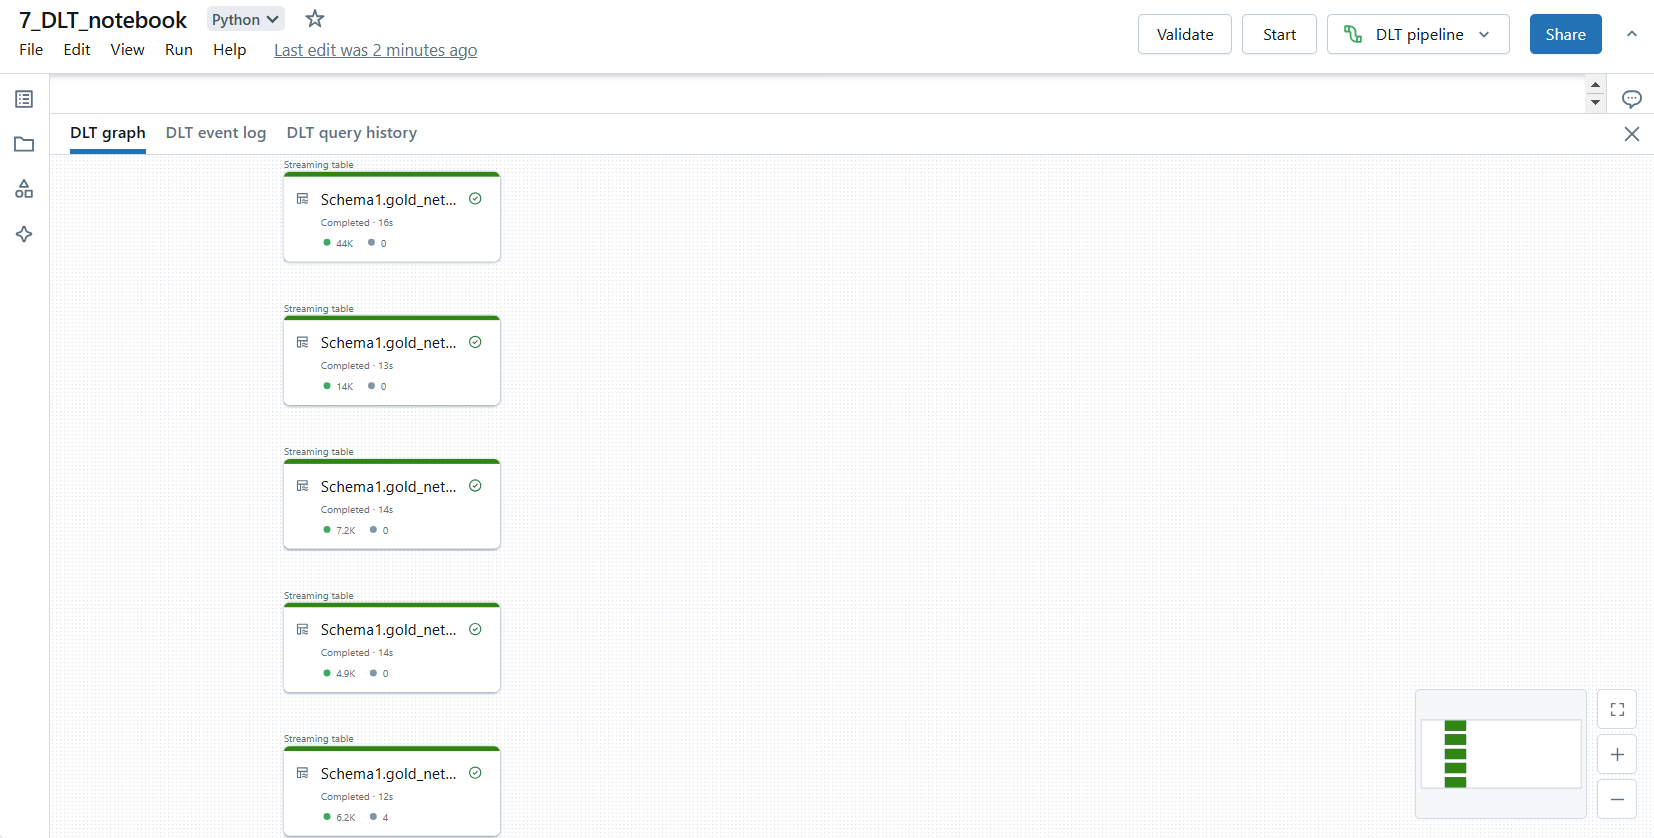 7_DLT_notebook Python
File Edit View Run Help Last edit was 2 minutes ago
Validate Start DLT pipeline Share
DLT graph DLT event log DLT query history
Streaming table
Schema1.gold_net...
Completed · 16s
44K 0
Streaming table
Schema1.gold_net...
Completed · 13s
14K 0
Streaming table
Schema1.gold_net...
Completed · 14s
7.2K 0
Streaming table
Schema1.gold_net...
Completed · 14s
4.9K 0
Streaming table
Schema1.gold_net...
Completed · 12s
6.2K 4